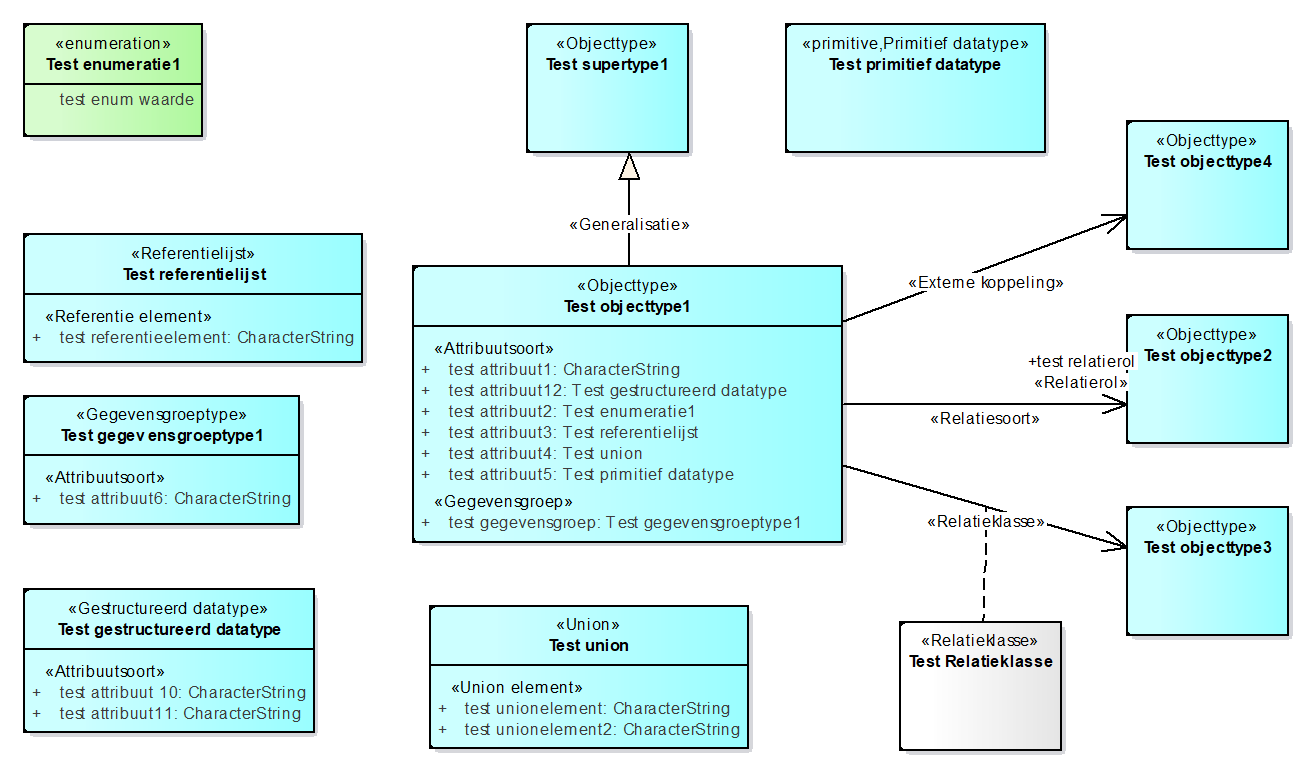 «enumeration»
Test enumeratie1
test enum waarde
«Objecttype»
Test supertype1
«primitive,Primitief datatype»
Test primitief datatype
«Objecttype»
Test objecttype4
«Generalisatie»
«Referentielijst»
Test referentielijst
«Referentie element»
+ test referentieelement: CharacterString
«Objecttype»
Test objecttype1
«Attribuutsoort»
+ test attribuut1: CharacterString
+ test attribuut12: Test gestructureerd datatype
+ test attribuut2: Test enumeratie1
+ test attribuut3: Test referentielijst
+ test attribuut4: Test union
+ test attribuut5: Test primitief datatype
«Gegevensgroep»
+ test gegevensgroep: Test gegevensgroeptype1
«Externe koppeling»
«Objecttype»
Test objecttype2
+test relatierol
«Relatierol»
«Relatiesoort»
«Gegevensgroeptype»
Test gegevensgroeptype1
«Attribuutsoort»
+ test attribuut6: CharacterString
«Relatieklasse»
«Objecttype»
Test objecttype3
«Gestructureerd datatype»
Test gestructureerd datatype
«Attribuutsoort»
+ test attribuut 10: CharacterString
+ test attribuut11: CharacterString
«Union»
Test union
«Union element»
+ test unionelement: CharacterString
+ test unionelement2: CharacterString
«Relatieklasse»
Test Relatieklasse